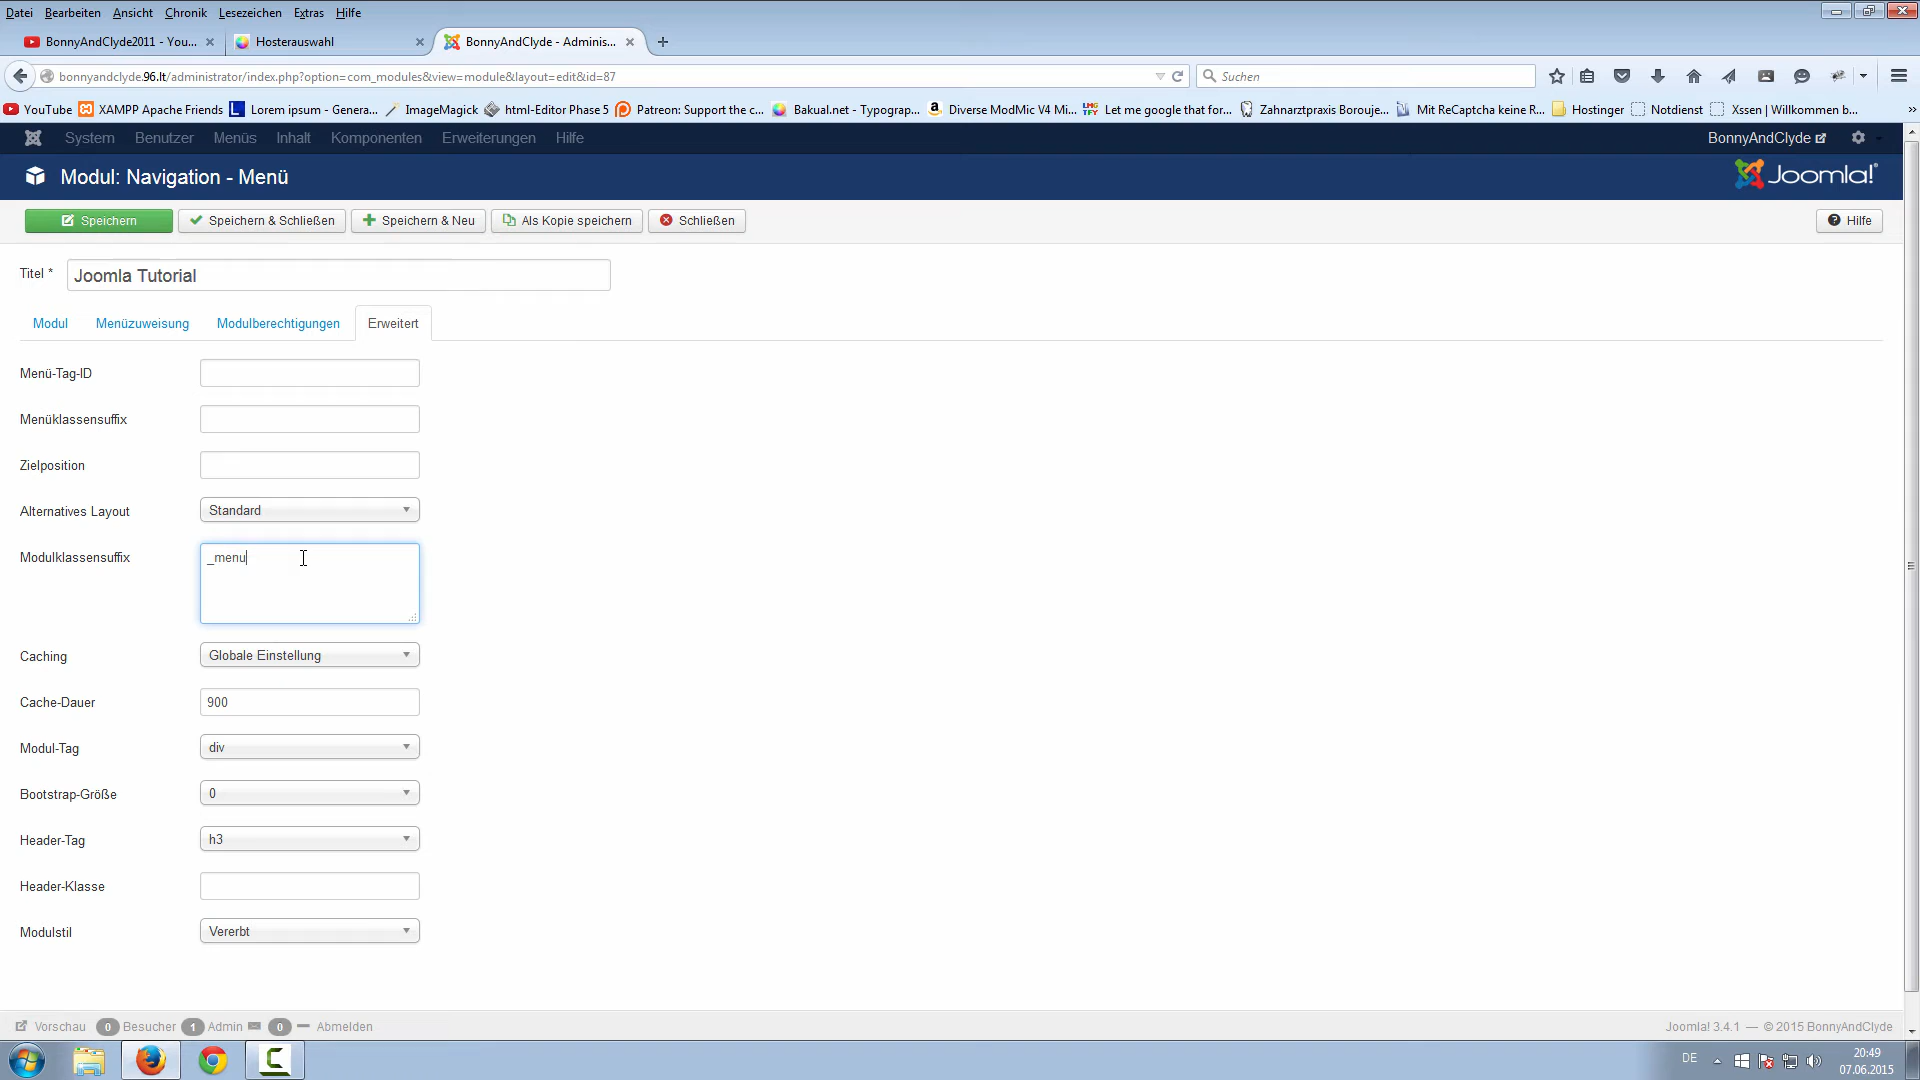 Datei Bearbeiten Ansicht Chronik Lesezeichen Extras Hilfe
BonnyAndClyde2011 - You... Hosterauswahl BonnyAndClyde - Adminis...
bonnyandclyde.96.lt/administrator/index.php?option=com_modules&view=module&layout=edit&id=87 Suchen
YouTube XAMPP Apache Friends Lorem ipsum - Genera... ImageMagick html-Editor Phase 5 Patreon: Support the c... Bakual.net - Typograp... Diverse ModMic V4 Mi... Let me google that for... Zahnarztpraxis Borouje... Mit ReCaptcha keine R... Hostinger Notdienst Xssen | Willkommen b...
System Benutzer Menüs Inhalt Komponenten Erweiterungen Hilfe BonnyAndClyde
Modul: Navigation - Menü Joomla!
Speichern Speichern & Schließen Speichern & Neu Als Kopie speichern Schließen Hilfe
Titel * Joomla Tutorial
Modul Menüzuweisung Modulberechtigungen Erweitert
Menü-Tag-ID
Menüklassensuffix
Zielposition
Alternatives Layout Standard
Modulklassensuffix _menu
Caching Globale Einstellung
Cache-Dauer 900
Modul-Tag div
Bootstrap-Größe 0
Header-Tag h3
Header-Klasse
Modulstil Vererbt
Vorschau 0 Besucher 1 Admin 0 Abmelden Joomla! 3.4.1 — © 2015 BonnyAndClyde
DE 20:49
07.06.2015